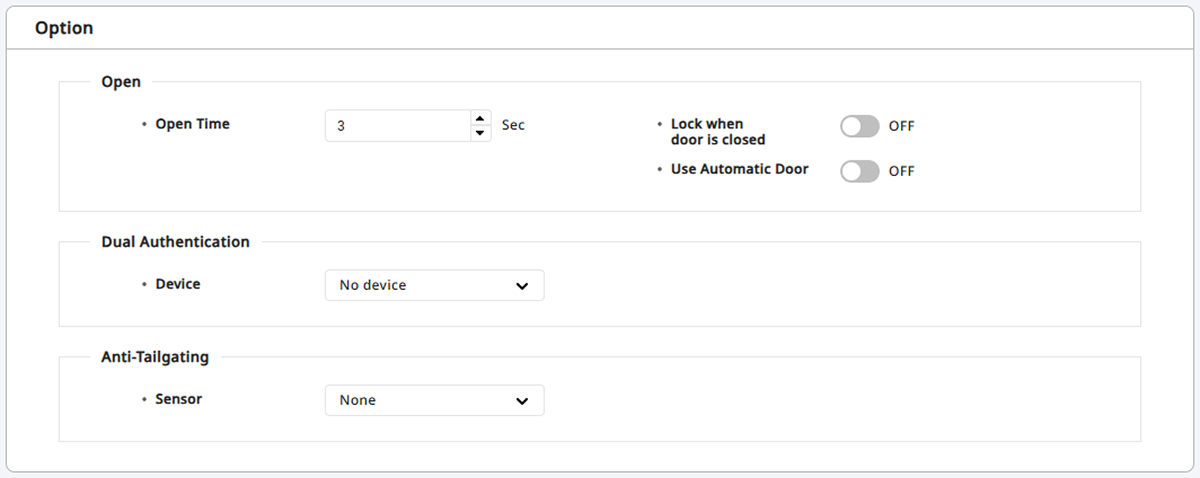 Option
Open
• Open Time
3
Sec
• Lock when
door is closed
OFF
• Use Automatic Door
OFF
Dual Authentication
• Device
No device
Anti-Tailgating
• Sensor
None